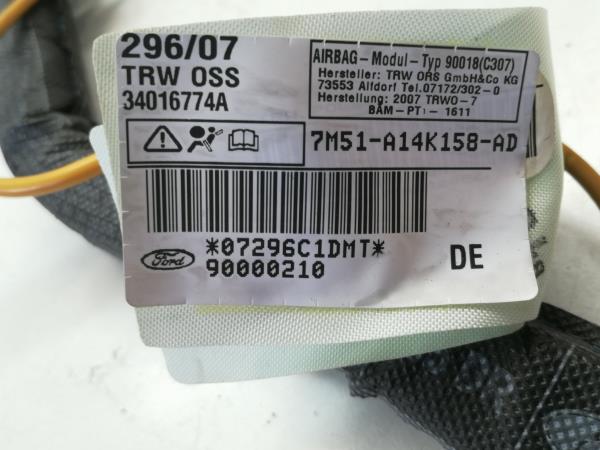 296/07
TRW OSS
34016774A
AIRBAG-Modul-Typ 90018(C307)
Hersteller: TRW ORS GmbH&Co KG
73553 Alfdorf Tel.07172/302-0
Herstellung: 2007 TRWO-7
BAM-PT1-1611
7M51-A14K158-AD
*07296C1DMT*
Ford
90000210
DE